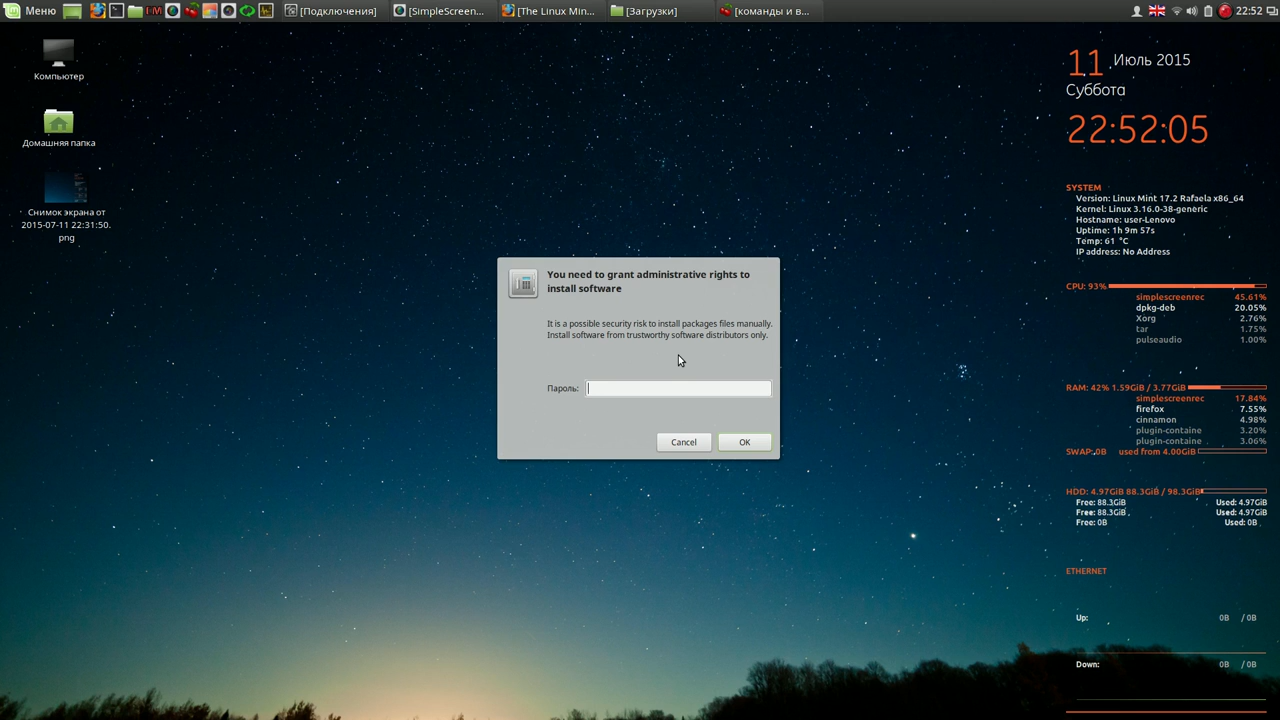 Меню
[Подключения]
[SimpleScreen...
[The Linux Min...
[Загрузки]
[команды и в...
22:52
Компьютер
Домашняя папка
Снимок экрана от
2015-07-11 22:31:50.
png
11 Июль 2015
Суббота
22:52:05
SYSTEM
Version: Linux Mint 17.2 Rafaela x86_64
Kernel: Linux 3.16.0-38-generic
Hostname: user-Lenovo
Uptime: 1h 9m 57s
Temp: 61 °C
IP address: No Address
CPU: 93%
simplescreenrec 45.61%
dpkg-deb 20.05%
Xorg 2.76%
tar 1.75%
pulseaudio 1.00%
RAM: 42% 1.59GiB / 3.77GiB
simplescreenrec 17.84%
firefox 7.55%
cinnamon 4.98%
plugin-containe 3.20%
plugin-containe 3.06%
SWAP: 0B used from 4.00GiB
HDD: 4.97GiB 88.3GiB / 98.3GiB
Free: 88.3GiB Used: 4.97GiB
Free: 88.3GiB Used: 4.97GiB
Free: 0B Used: 0B
ETHERNET
Up: 0B / 0B
Down: 0B / 0B
You need to grant administrative rights to
install software
It is a possible security risk to install packages files manually.
Install software from trustworthy software distributors only.
Пароль:
Cancel
OK